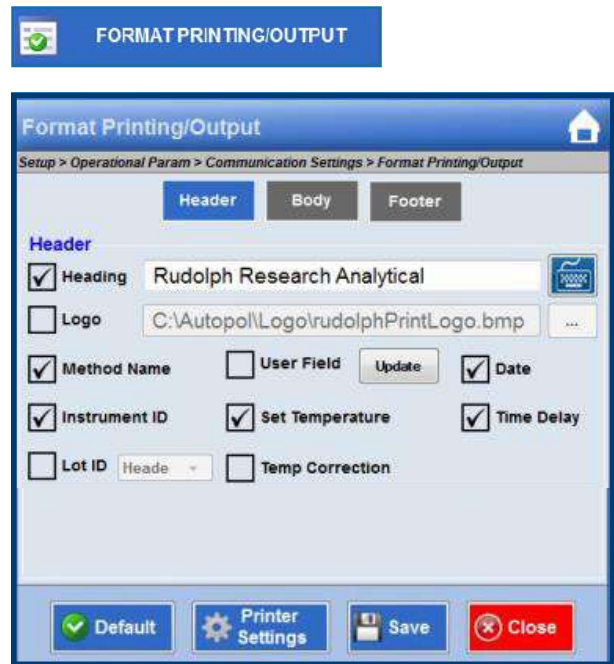 FORMAT PRINTING/OUTPUT
Format Printing/Output
Setup > Operational Param > Communication Settings > Format Printing/Output
Header Body Footer
Header
Heading Rudolph Research Analytical
Logo C:\Autopol\Logo\rudolphPrintLogo.bmp ...
Method Name User Field Update Date
Instrument ID Set Temperature Time Delay
Lot ID Heade Temp Correction
Default Printer Settings Save Close